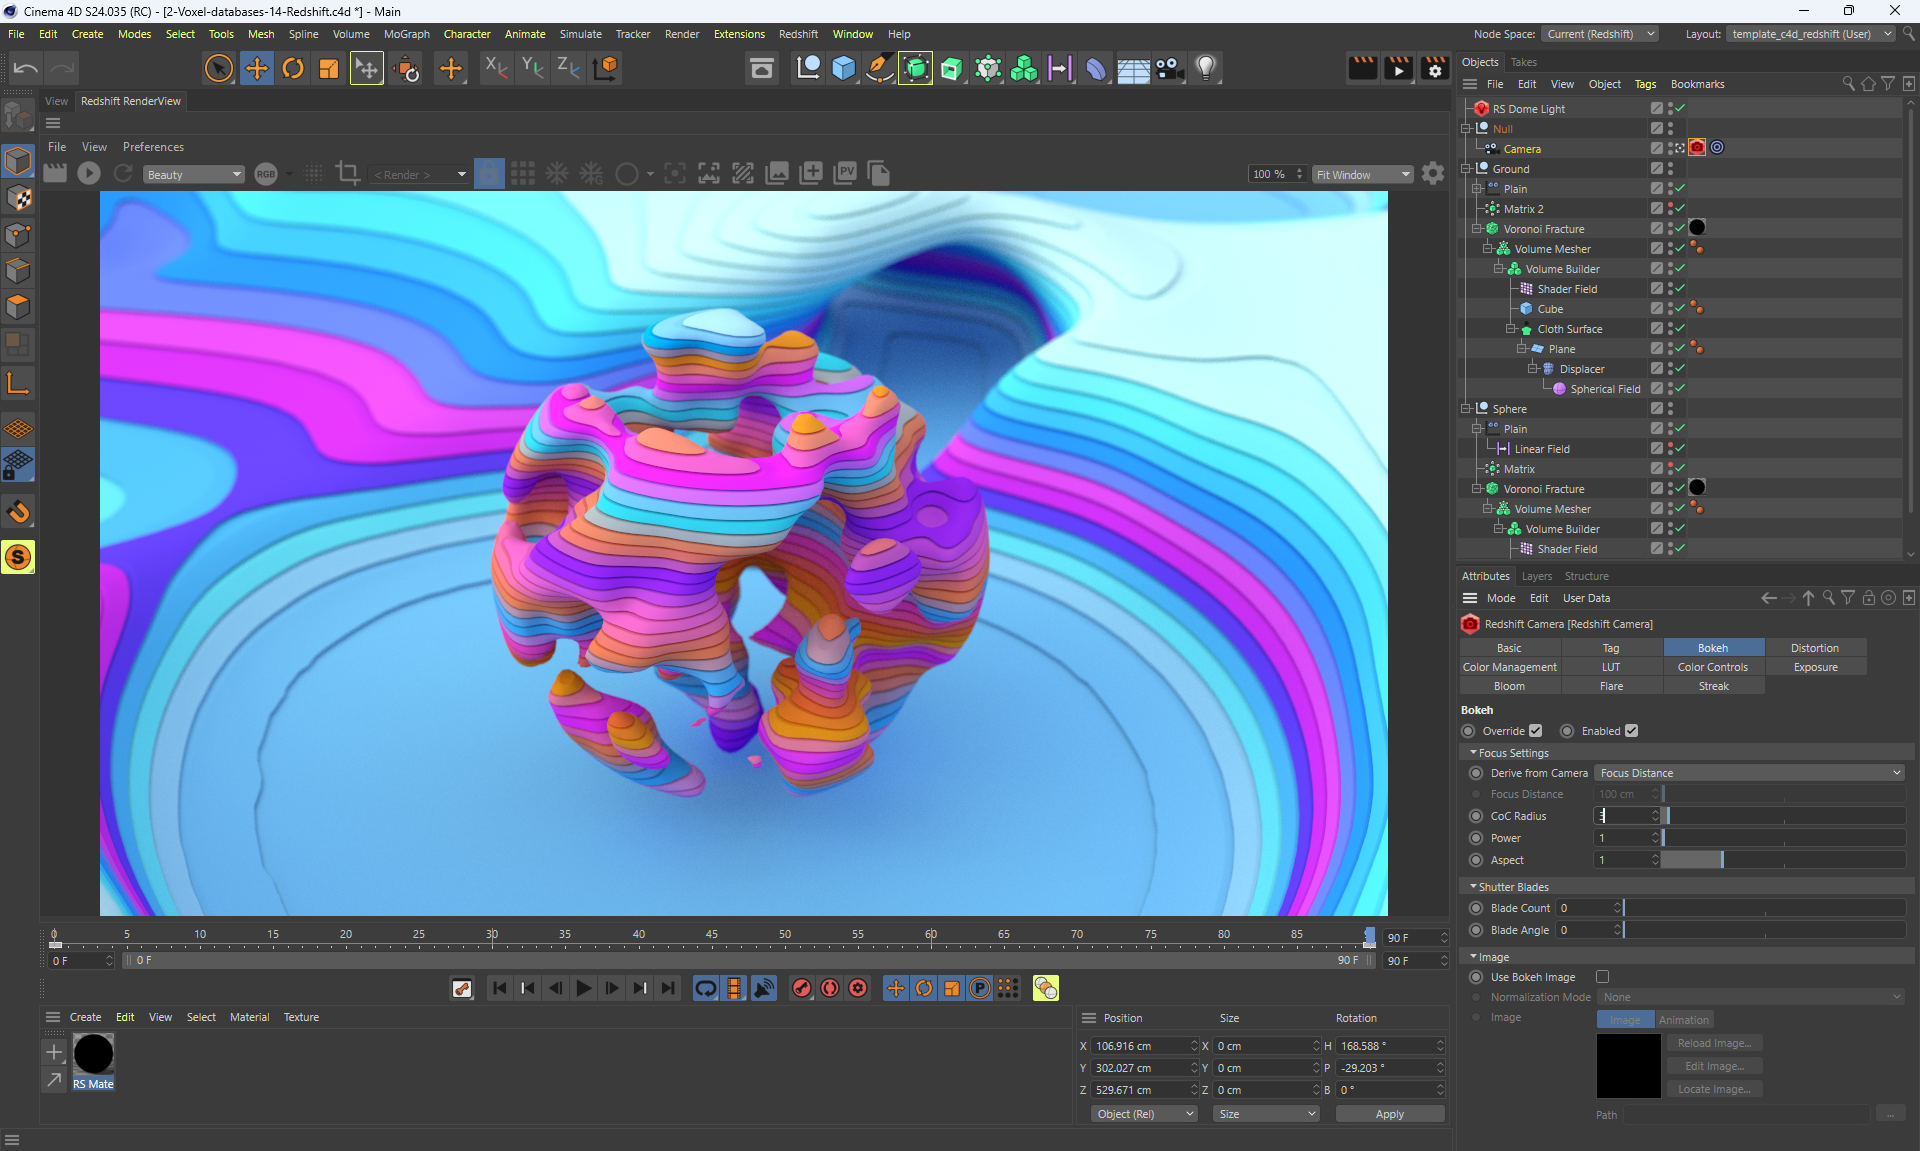 Cinema 4D S24.035 (RC) - [2-Voxel-databases-14-Redshift.c4d *] - Main
File Edit Create Modes Select Tools Mesh Spline Volume MoGraph Character Animate Simulate Tracker Render Extensions Redshift Window Help
Node Space: Current (Redshift) Layout: template_c4d_redshift (User)
Objects Takes
File Edit View Object Tags Bookmarks
View Redshift RenderView
File View Preferences
Beauty RGB < Render > PV 100 % Fit Window
RS Dome Light
Null
Camera
Ground
Plain
Matrix 2
Voronoi Fracture
Volume Mesher
Volume Builder
Shader Field
Cube
Cloth Surface
Plane
Displacer
Spherical Field
Sphere
Plain
Linear Field
Matrix
Voronoi Fracture
Volume Mesher
Volume Builder
Shader Field
Attributes Layers Structure
Mode Edit User Data
Redshift Camera [Redshift Camera]
Basic Tag Bokeh Distortion
Color Management LUT Color Controls Exposure
Bloom Flare Streak
Bokeh
Override Enabled
Focus Settings
Derive from Camera Focus Distance
Focus Distance 100 cm
CoC Radius
Power 1
Aspect 1
Shutter Blades
Blade Count 0
Blade Angle 0
Image
Use Bokeh Image
Normalization Mode None
Image Image Animation
Reload Image...
Edit Image...
Locate Image...
Path ...
0 5 10 15 20 25 30 35 40 45 50 55 60 65 70 75 80 85 90 F
0 F 0 F 90 F 90 F
Create Edit View Select Material Texture
RS Mate
Position Size Rotation
X 106.916 cm X 0 cm H 168.588 °
Y 302.027 cm Y 0 cm P -29.203 °
Z 529.671 cm Z 0 cm B 0 °
Object (Rel) Size Apply